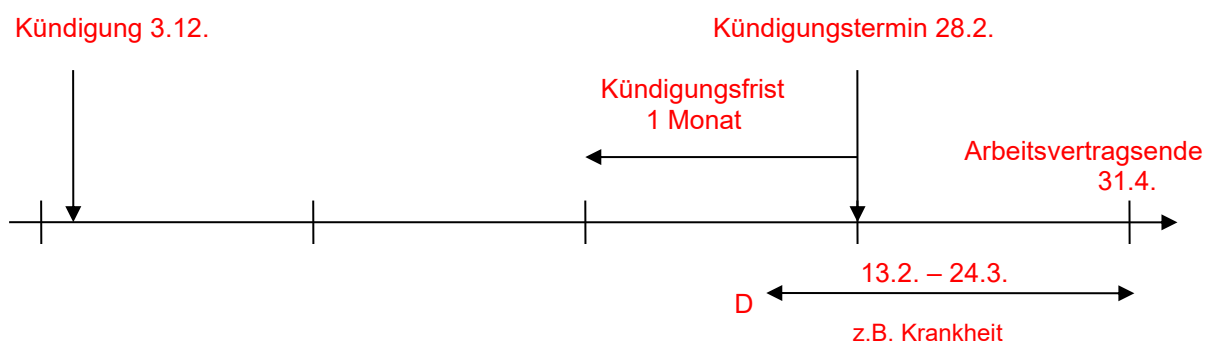 Kündigung 3.12.
Kündigungstermin 28.2.
Kündigungsfrist
1 Monat
Arbeitsvertragsende
31.4.
13.2. – 24.3.
D
z.B. Krankheit